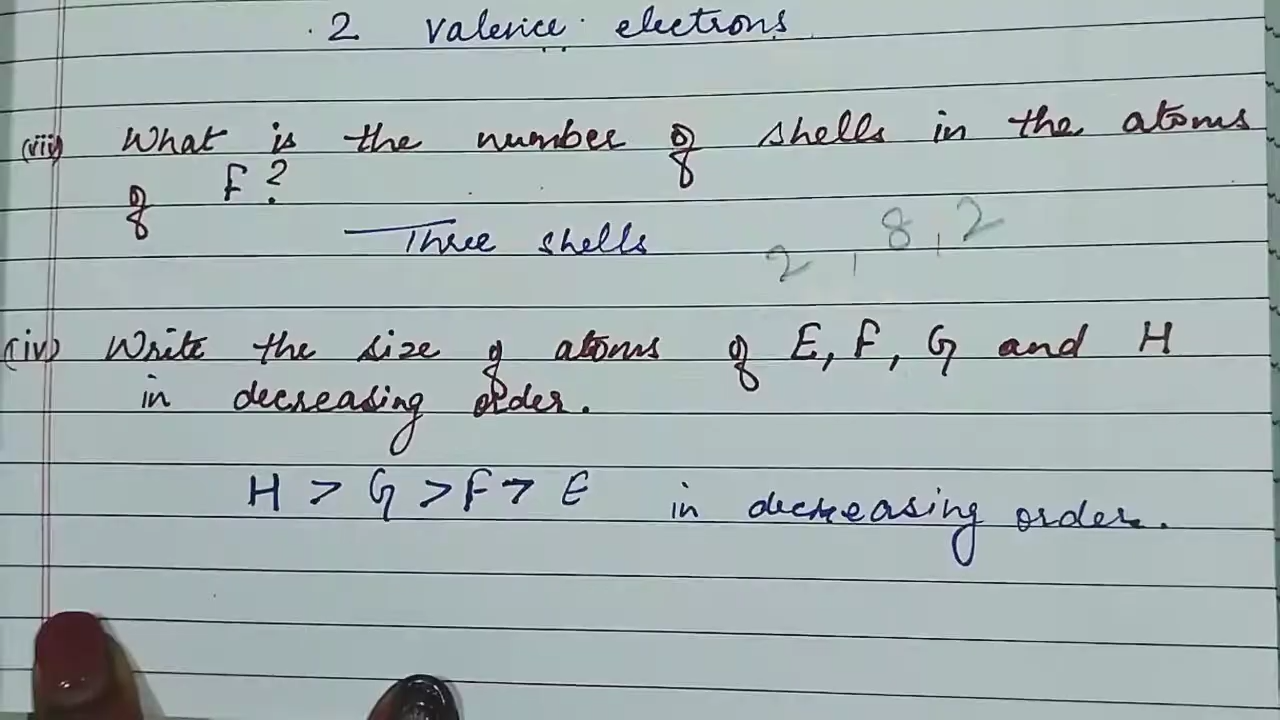 2 valence electrons
(iii) What is the number of shells in the atoms
of F?
Three shells 2, 8, 2
(iv) Write the size of atoms of E, F, G and H
in decreasing order.
H > G > F > E in decreasing order.